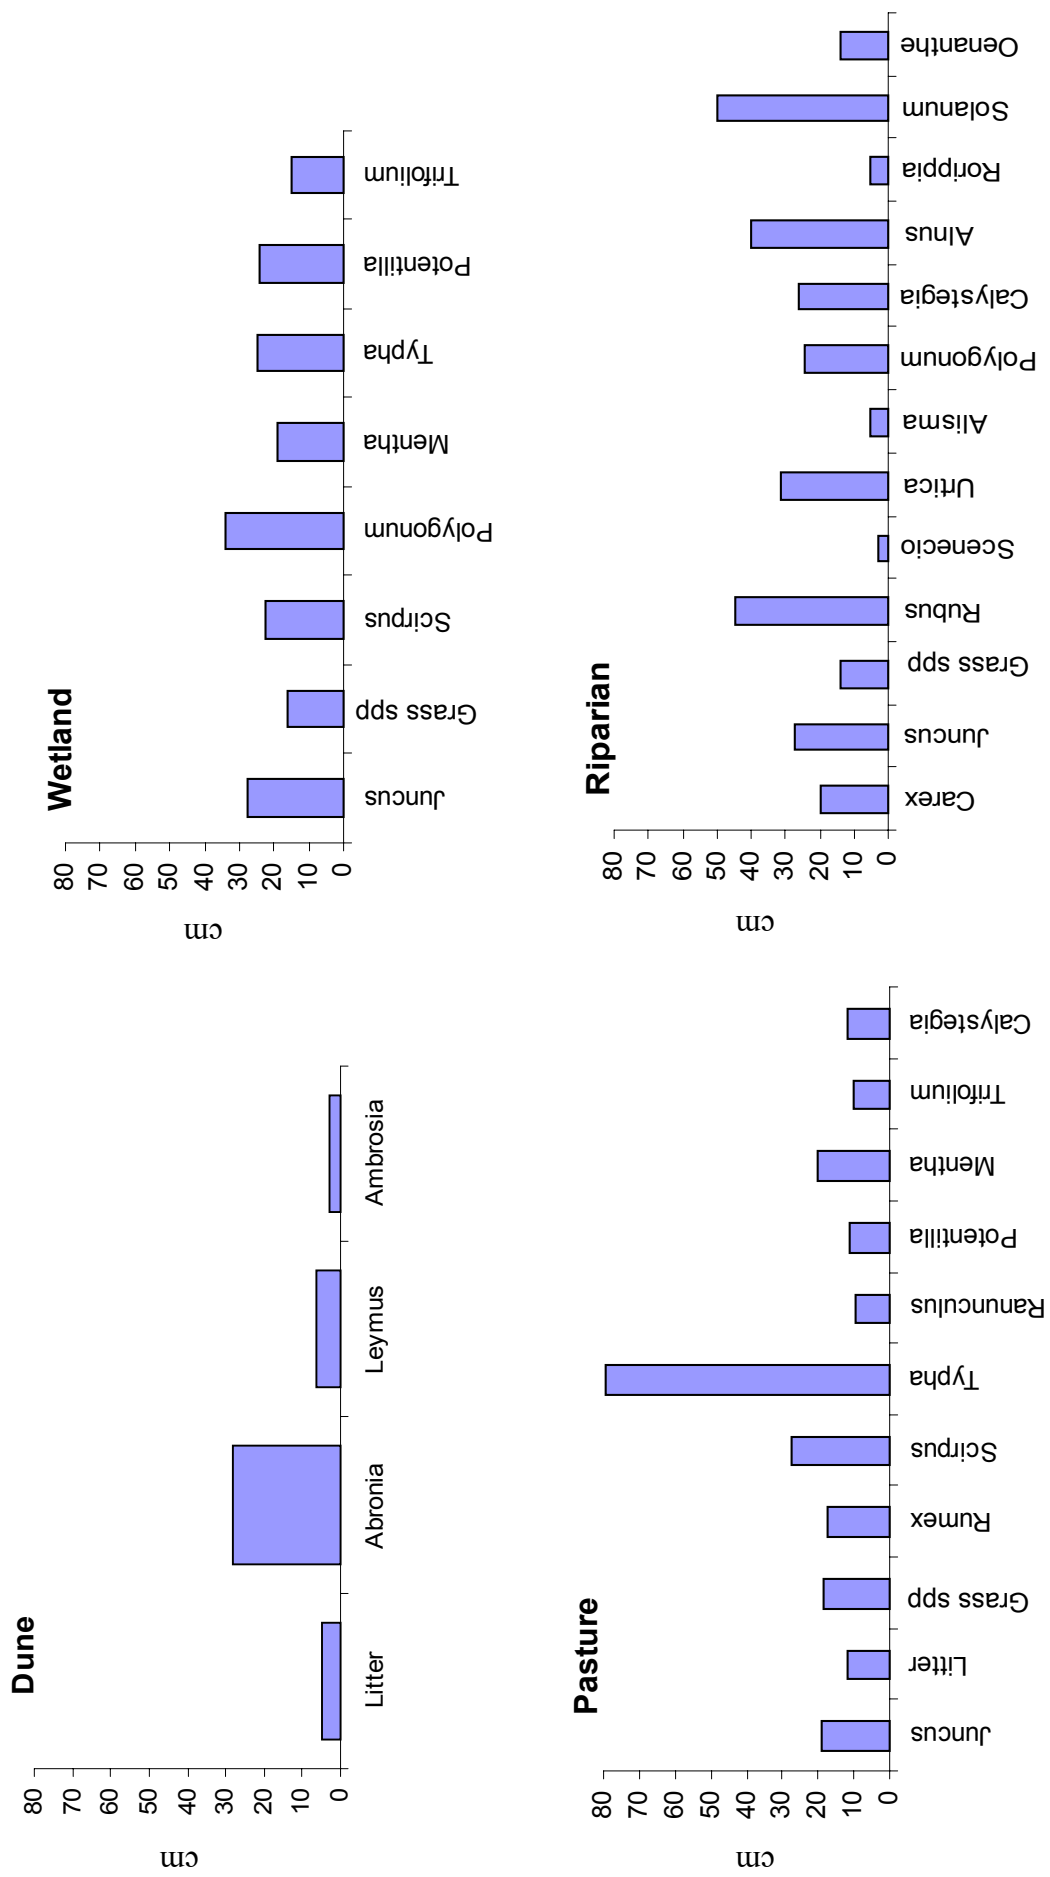 Dune
80
70
60
50
40
30
20
10
0
cm
Litter
Abronia
Leymus
Ambrosia
Wetland
80
70
60
50
40
30
20
10
0
cm
Juncus
Grass spp
Scirpus
Polygonum
Mentha
Typha
Potentilla
Trifolium
Pasture
80
70
60
50
40
30
20
10
0
cm
Juncus
Litter
Grass spp
Rumex
Scirpus
Typha
Ranunculus
Potentilla
Mentha
Trifolium
Calystegia
Riparian
80
70
60
50
40
30
20
10
0
cm
Carex
Juncus
Grass spp
Rubus
Scenecio
Urtica
Alisma
Polygonum
Calystegia
Alnus
Rorippia
Solanum
Oenanthe